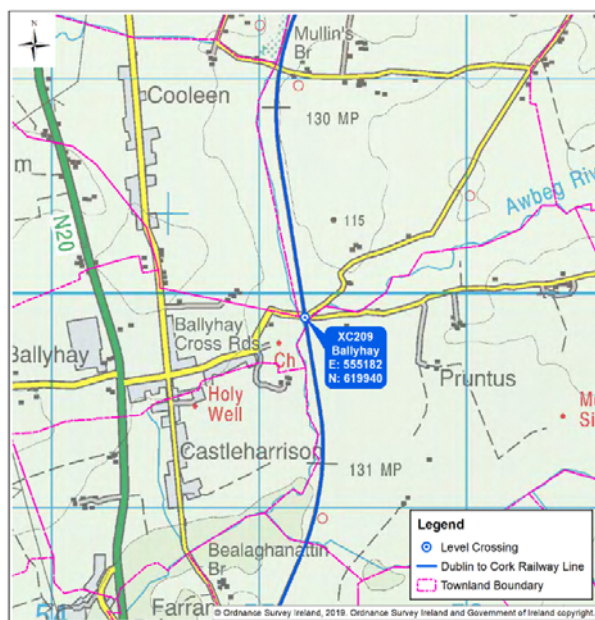 N
Mullin's
Br
Cooleen
130 MP
m
N20
115
Awbeg Riv
Ballyhay
Cross Rds
Ballyhay
Ch
XC209
Ballyhay
E: 555182
N: 619940
Pruntus
Holy
Well
Castleharrison
131 MP
Bealaghanattin
Br
Farran
Legend
Level Crossing
Dublin to Cork Railway Line
Townland Boundary
© Ordnance Survey Ireland, 2019. Ordnance Survey Ireland and Government of Ireland copyright.